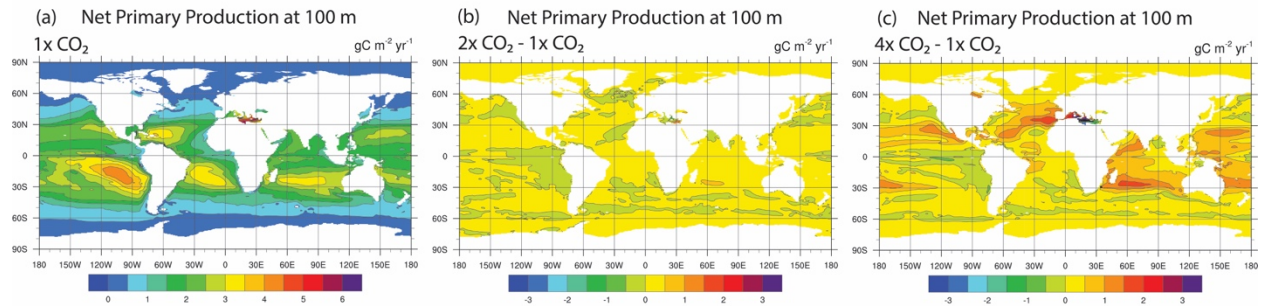 (a) Net Primary Production at 100 m
1x CO₂ gC m⁻² yr⁻¹
90N
60N
30N
0
30S
60S
90S
180 150W 120W 90W 60W 30W 0 30E 60E 90E 120E 150E 180
0 1 2 3 4 5 6
(b) Net Primary Production at 100 m
2x CO₂ - 1x CO₂ gC m⁻² yr⁻¹
90N
60N
30N
0
30S
60S
90S
180 150W 120W 90W 60W 30W 0 30E 60E 90E 120E 150E 180
-3 -2 -1 0 1 2 3
(c) Net Primary Production at 100 m
4x CO₂ - 1x CO₂ gC m⁻² yr⁻¹
90N
60N
30N
0
30S
60S
90S
180 150W 120W 90W 60W 30W 0 30E 60E 90E 120E 150E 180
-3 -2 -1 0 1 2 3